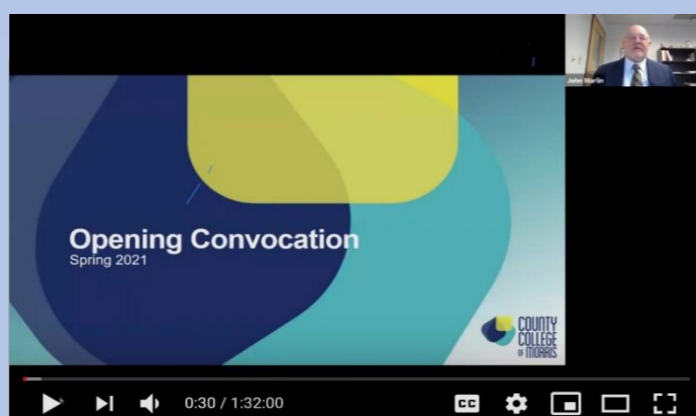 John Marlin
Opening Convocation
Spring 2021
COUNTY
COLLEGE
OF MORRIS
0:30 / 1:32:00
CC